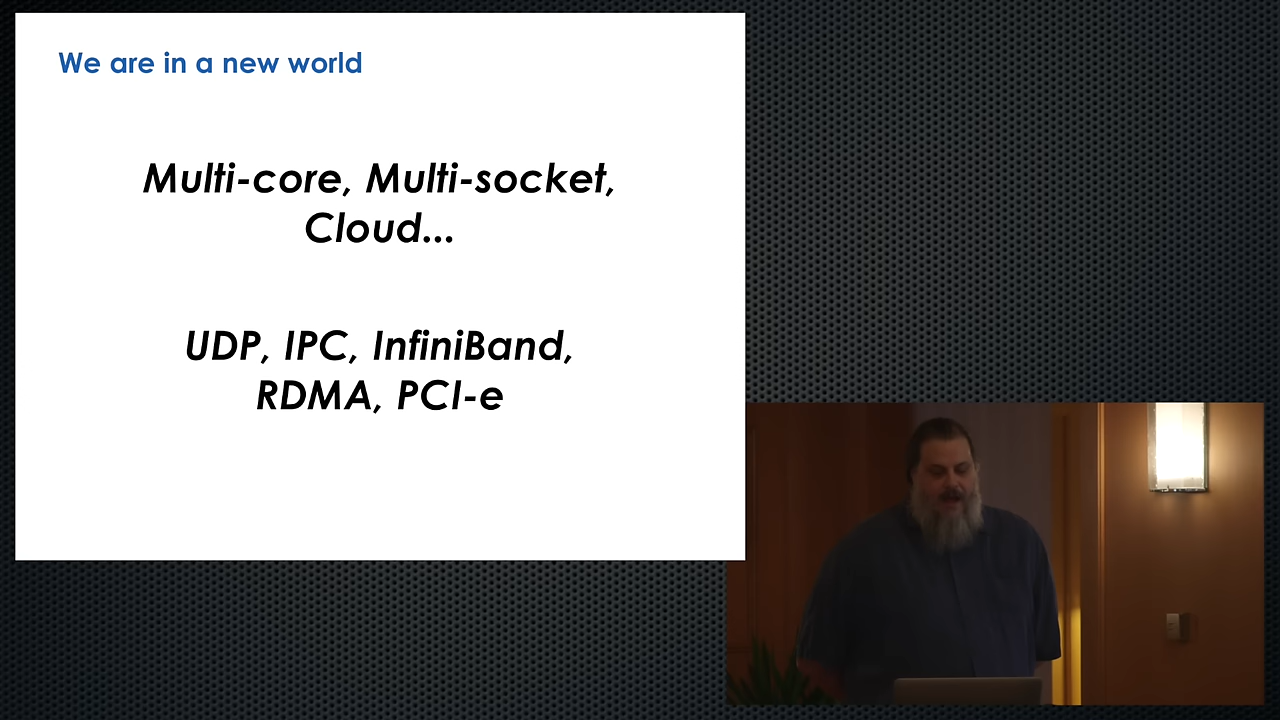 We are in a new world
Multi-core, Multi-socket,
Cloud...
UDP, IPC, InfiniBand,
RDMA, PCI-e